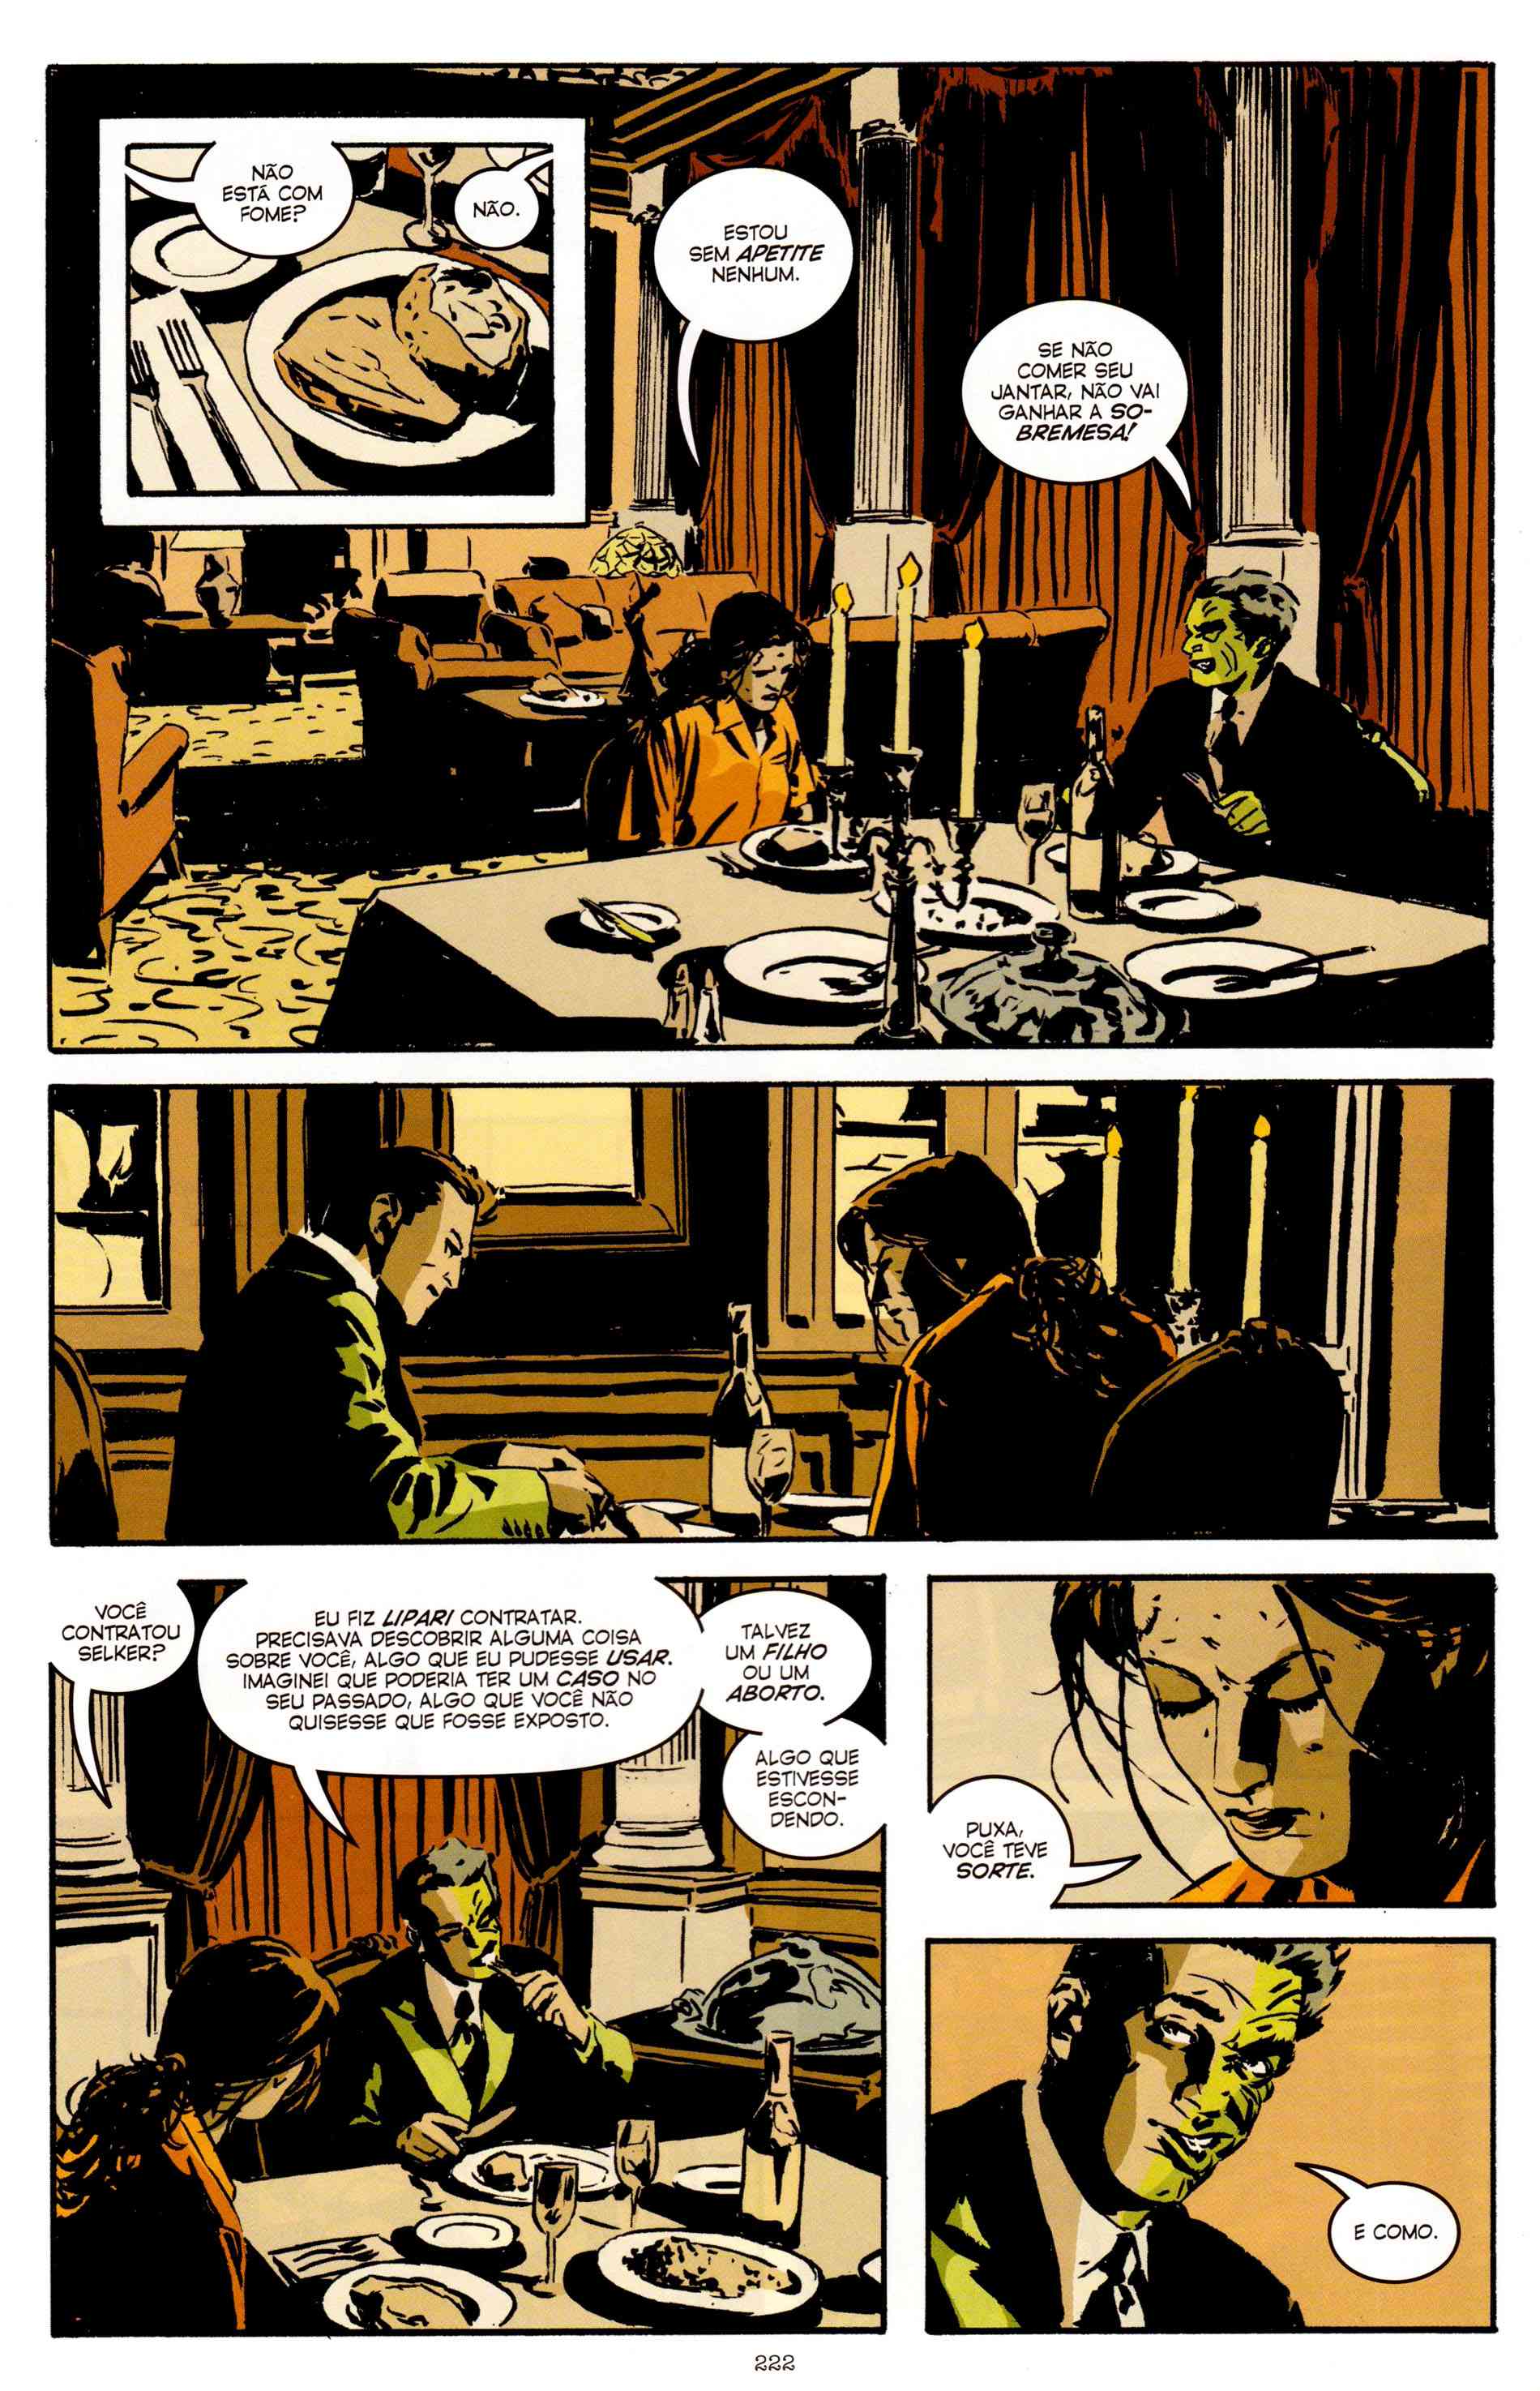 NÃO
ESTÁ COM
FOME?
NÃO.
ESTOU
SEM APETITE
NENHUM.
SE NÃO
COMER SEU
JANTAR, NÃO VAI
GANHAR A SO-
BREMESA!
VOCÊ
CONTRATOU
SELKER?
EU FIZ LIPARI CONTRATAR.
PRECISAVA DESCOBRIR ALGUMA COISA
SOBRE VOCÊ, ALGO QUE EU PUDESSE USAR.
IMAGINEI QUE PODERIA TER UM CASO NO
SEU PASSADO, ALGO QUE VOCÊ NÃO
QUISESSE QUE FOSSE EXPOSTO.
TALVEZ
UM FILHO
OU UM
ABORTO.
ALGO QUE
ESTIVESSE
ESCON-
DENDO.
PUXA,
VOCÊ TEVE
SORTE.
E COMO.
222